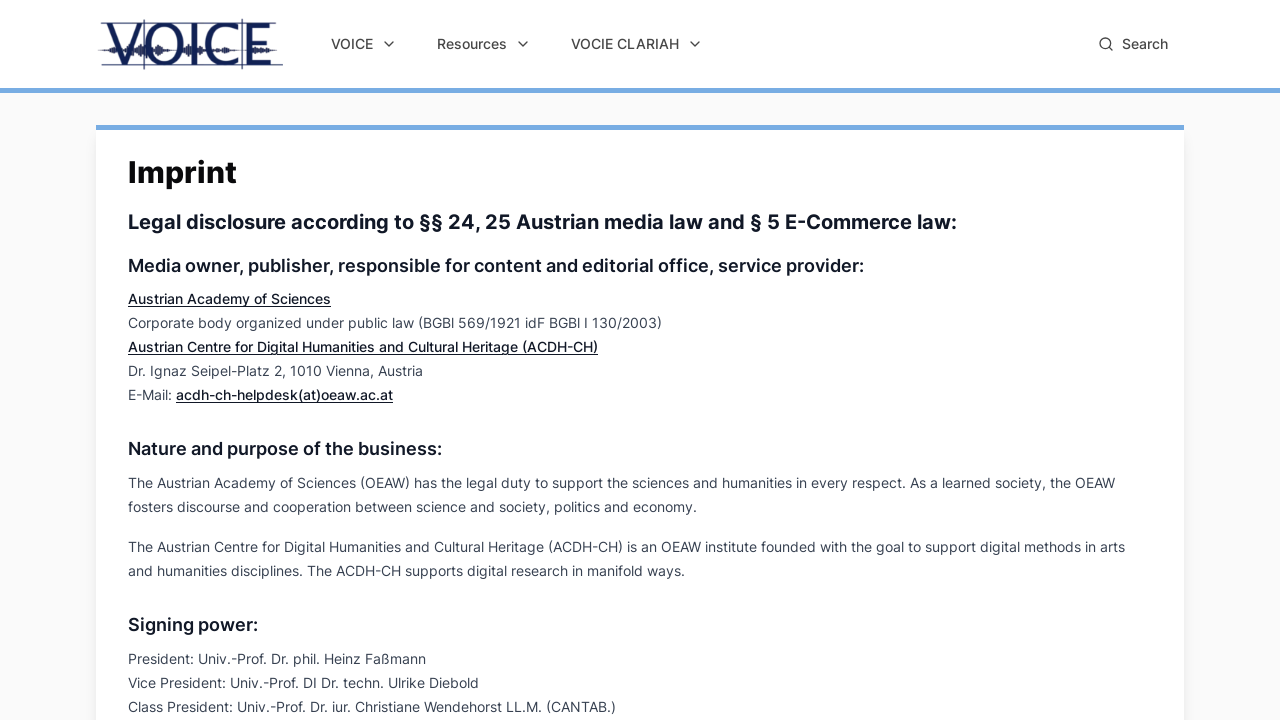 VOICE
VOICE
Resources
VOCIE CLARIAH
Search
Imprint
Legal disclosure according to §§ 24, 25 Austrian media law and § 5 E-Commerce law:
Media owner, publisher, responsible for content and editorial office, service provider:
Austrian Academy of Sciences
Corporate body organized under public law (BGBl 569/1921 idF BGBl I 130/2003)
Austrian Centre for Digital Humanities and Cultural Heritage (ACDH-CH)
Dr. Ignaz Seipel-Platz 2, 1010 Vienna, Austria
E-Mail: acdh-ch-helpdesk(at)oeaw.ac.at
Nature and purpose of the business:
The Austrian Academy of Sciences (OEAW) has the legal duty to support the sciences and humanities in every respect. As a learned society, the OEAW
fosters discourse and cooperation between science and society, politics and economy.
The Austrian Centre for Digital Humanities and Cultural Heritage (ACDH-CH) is an OEAW institute founded with the goal to support digital methods in arts
and humanities disciplines. The ACDH-CH supports digital research in manifold ways.
Signing power:
President: Univ.-Prof. Dr. phil. Heinz Faßmann
Vice President: Univ.-Prof. DI Dr. techn. Ulrike Diebold
Class President: Univ.-Prof. Dr. iur. Christiane Wendehorst LL.M. (CANTAB.)